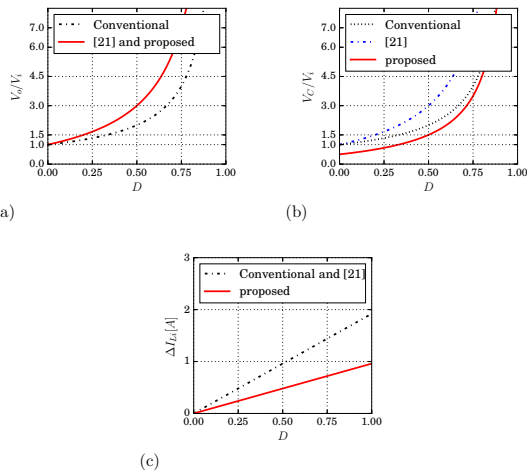 Conventional
[21] and proposed
V_o/V_i
7.0
6.0
4.5
3.0
1.5
1.0
0.0
0.00 0.25 0.50 0.75 1.00
D
a)
Conventional
[21]
proposed
V_C/V_i
7.0
6.0
4.5
3.0
1.5
1.0
0.0
0.00 0.25 0.50 0.75 1.00
D
(b)
Conventional and [21]
proposed
ΔI_{Li}[A]
3
2
1
0
0.00 0.25 0.50 0.75 1.00
D
(c)